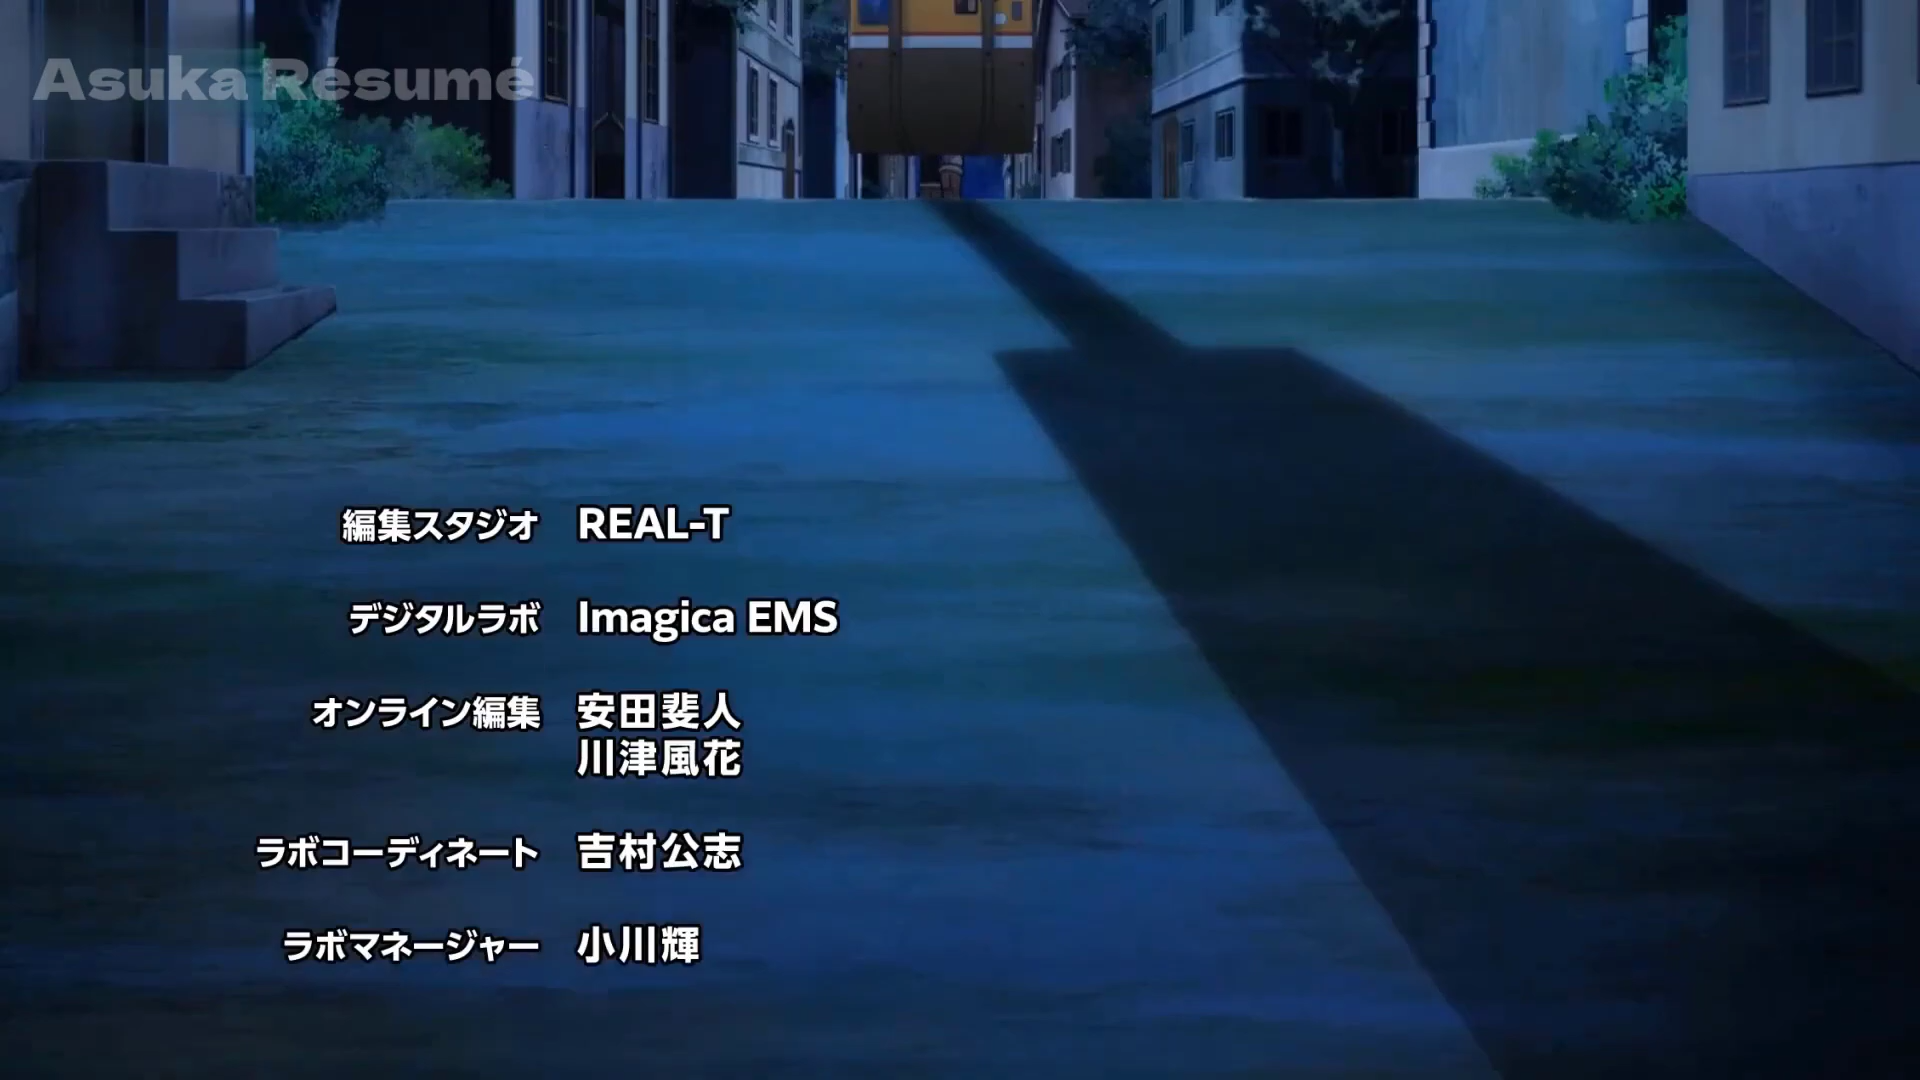 Asuka Résumé
編集スタジオ REAL-T
デジタルラボ Imagica EMS
オンライン編集 安田斐人
川津風花
ラボコーディネート 吉村公志
ラボマネージャー 小川輝